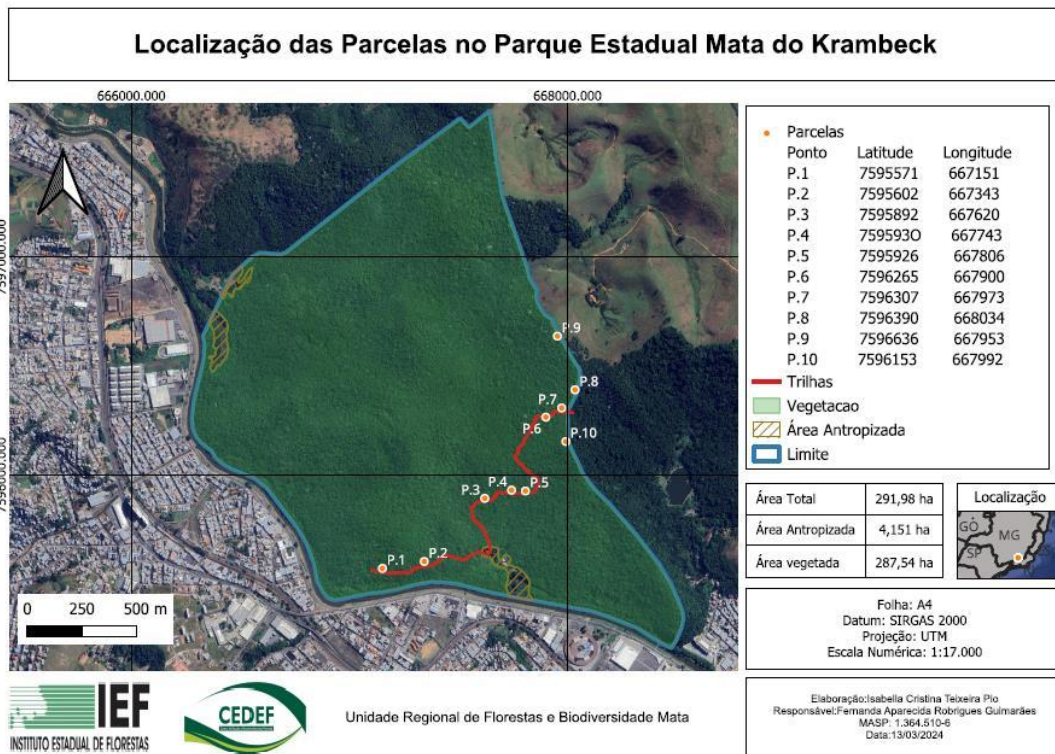 Localização das Parcelas no Parque Estadual Mata do Krambeck
666000.000 668000.000
7597000.000
7596000.000
P.9
P.8
P.7
P.6
P.10
P.4 P.5
P.3
P.2
P.1
0 250 500 m
Parcelas
Ponto Latitude Longitude
P.1 7595571 667151
P.2 7595602 667343
P.3 7595892 667620
P.4 759593O 667743
P.5 7595926 667806
P.6 7596265 667900
P.7 7596307 667973
P.8 7596390 668034
P.9 7596636 667953
P.10 7596153 667992
Trilhas
Vegetacao
Área Antropizada
Limite
Área Total 291,98 ha
Área Antropizada 4,151 ha
Área vegetada 287,54 ha
Localização
GO
MG
SP
Folha: A4
Datum: SIRGAS 2000
Projeção: UTM
Escala Numérica: 1:17.000
IEF
INSTITUTO ESTADUAL DE FLORESTAS
CEDEF
Unidade Regional de Florestas e Biodiversidade Mata
Elaboração:Isabella Cristina Teixeira Pio
Responsável:Fernanda Aparecida Robrigues Guimarães
MASP: 1.364.510-6
Data:13/03/2024